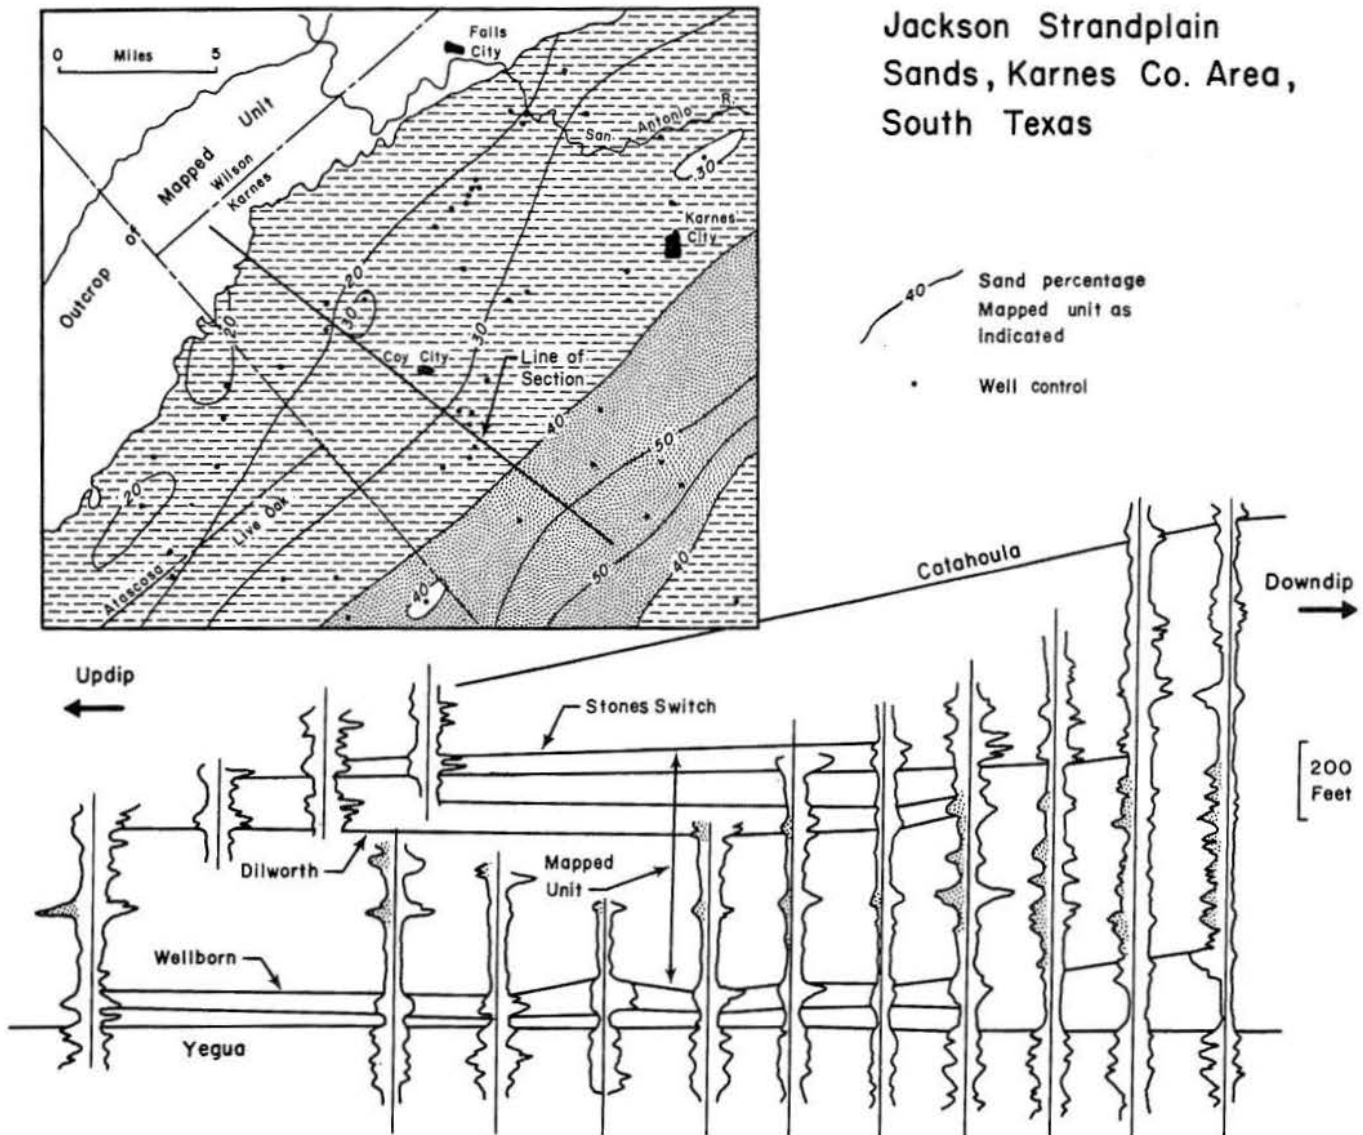 Jackson Strandplain
Sands, Karnes Co. Area,
South Texas
0 Miles 5
Falls
City
San Antonio R.
Outcrop of Mapped Unit
Wilson
Karnes
30
Karnes
City
20
30
20
30
Coy City
Line of
Section
40
50
20
Live Oak
Atascosa
50
40
40
40 Sand percentage
Mapped unit as
indicated
Well control
Catahoula
Downdip
Updip
Stones Switch
200
Feet
Dilworth
Mapped
Unit
Wellborn
Yegua